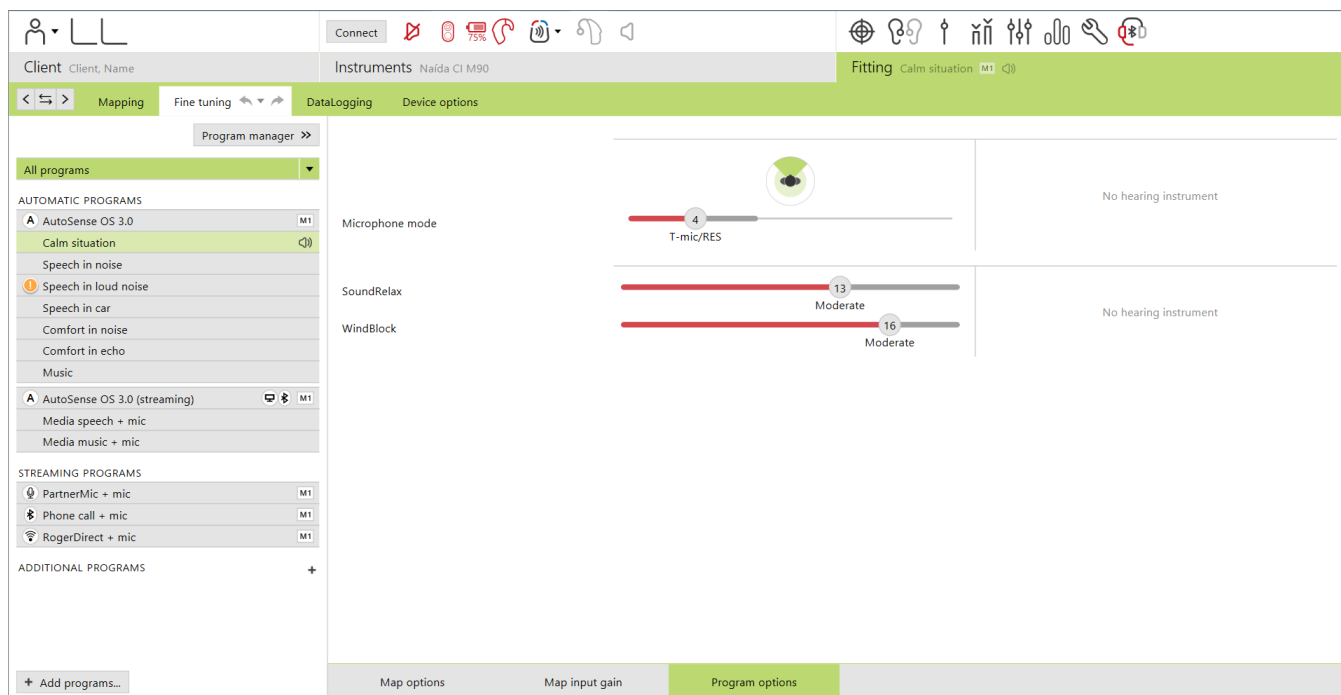 Connect
75%
Client Client, Name
Instruments Naída CI M90
Fitting Calm situation M1
Mapping
Fine tuning
DataLogging
Device options
Program manager
All programs
AUTOMATIC PROGRAMS
A AutoSense OS 3.0 M1
Calm situation
Speech in noise
Speech in loud noise
Speech in car
Comfort in noise
Comfort in echo
Music
A AutoSense OS 3.0 (streaming) M1
Media speech + mic
Media music + mic
STREAMING PROGRAMS
PartnerMic + mic M1
Phone call + mic M1
RogerDirect + mic M1
ADDITIONAL PROGRAMS +
+ Add programs...
Microphone mode
4
T-mic/RES
No hearing instrument
SoundRelax
13
Moderate
WindBlock
16
Moderate
No hearing instrument
Map options
Map input gain
Program options